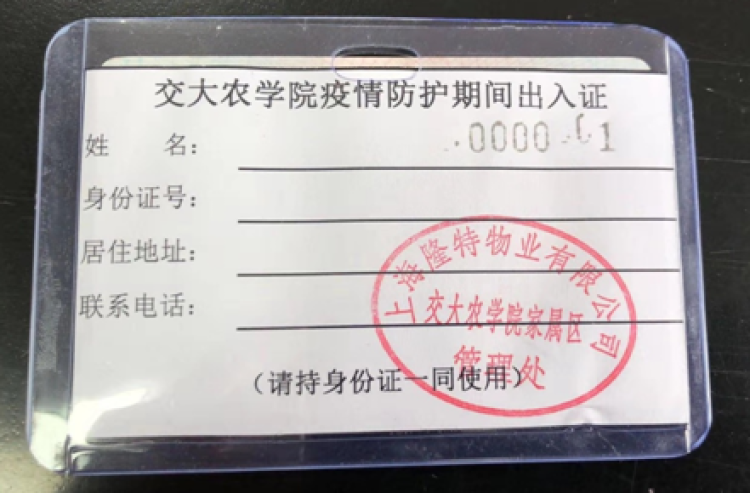 交大农学院疫情防护期间出入证
姓 名：
身份证号：
居住地址：
联系电话：
（请持身份证一同使用）
上海隆特物业有限公司
交大农学院家属区
管理处